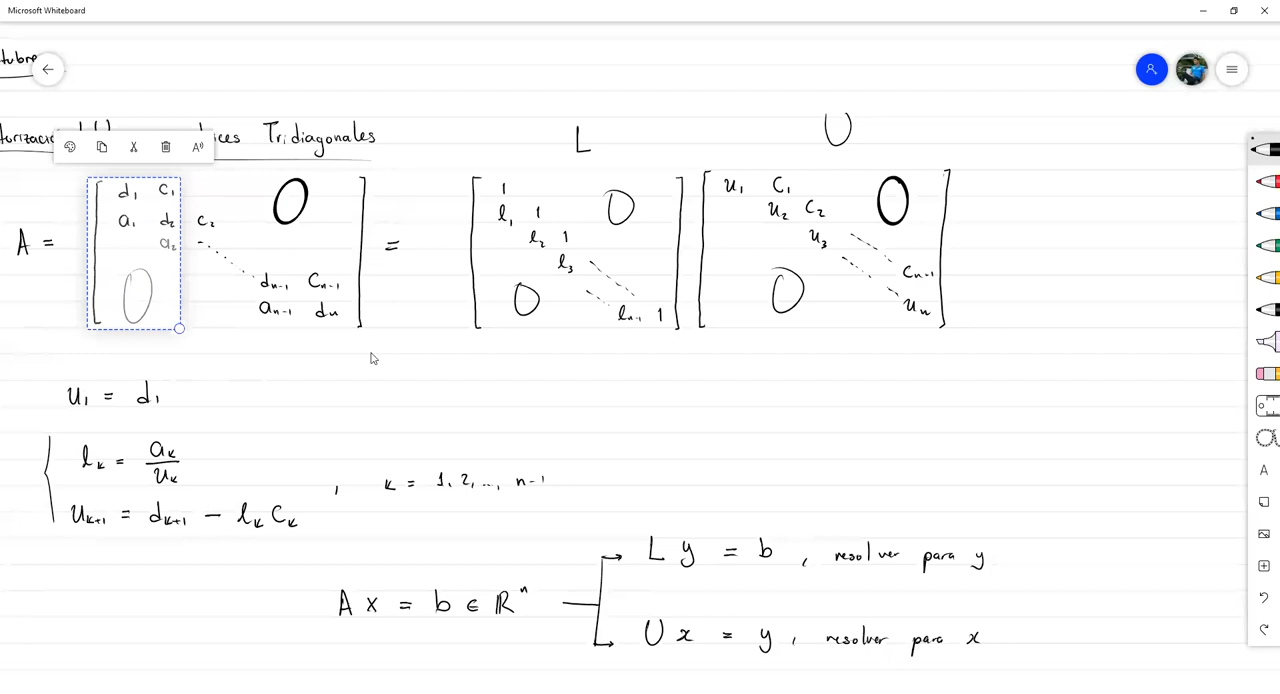 Microsoft Whiteboard
tubre
Tridiagonales
L U
A = [ d₁ c₁ 0 ] = [ 1 0 ] [ u₁ c₁ 0 ]
a₁ d₂ c₂ l₁ 1 u₂ c₂
a₂ l₂ 1 u₃
l₃
dₙ₋₁ cₙ₋₁ cₙ₋₁
0 aₙ₋₁ dₙ 0 lₙ₋₁ 1 0 uₙ
u₁ = d₁
lₖ = aₖ / uₖ
, k = 1, 2, ..., n-1
uₖ₊₁ = dₖ₊₁ − lₖ cₖ
L y = b , resolver para y
A x = b ∈ ℝⁿ
U x = y , resolver para x